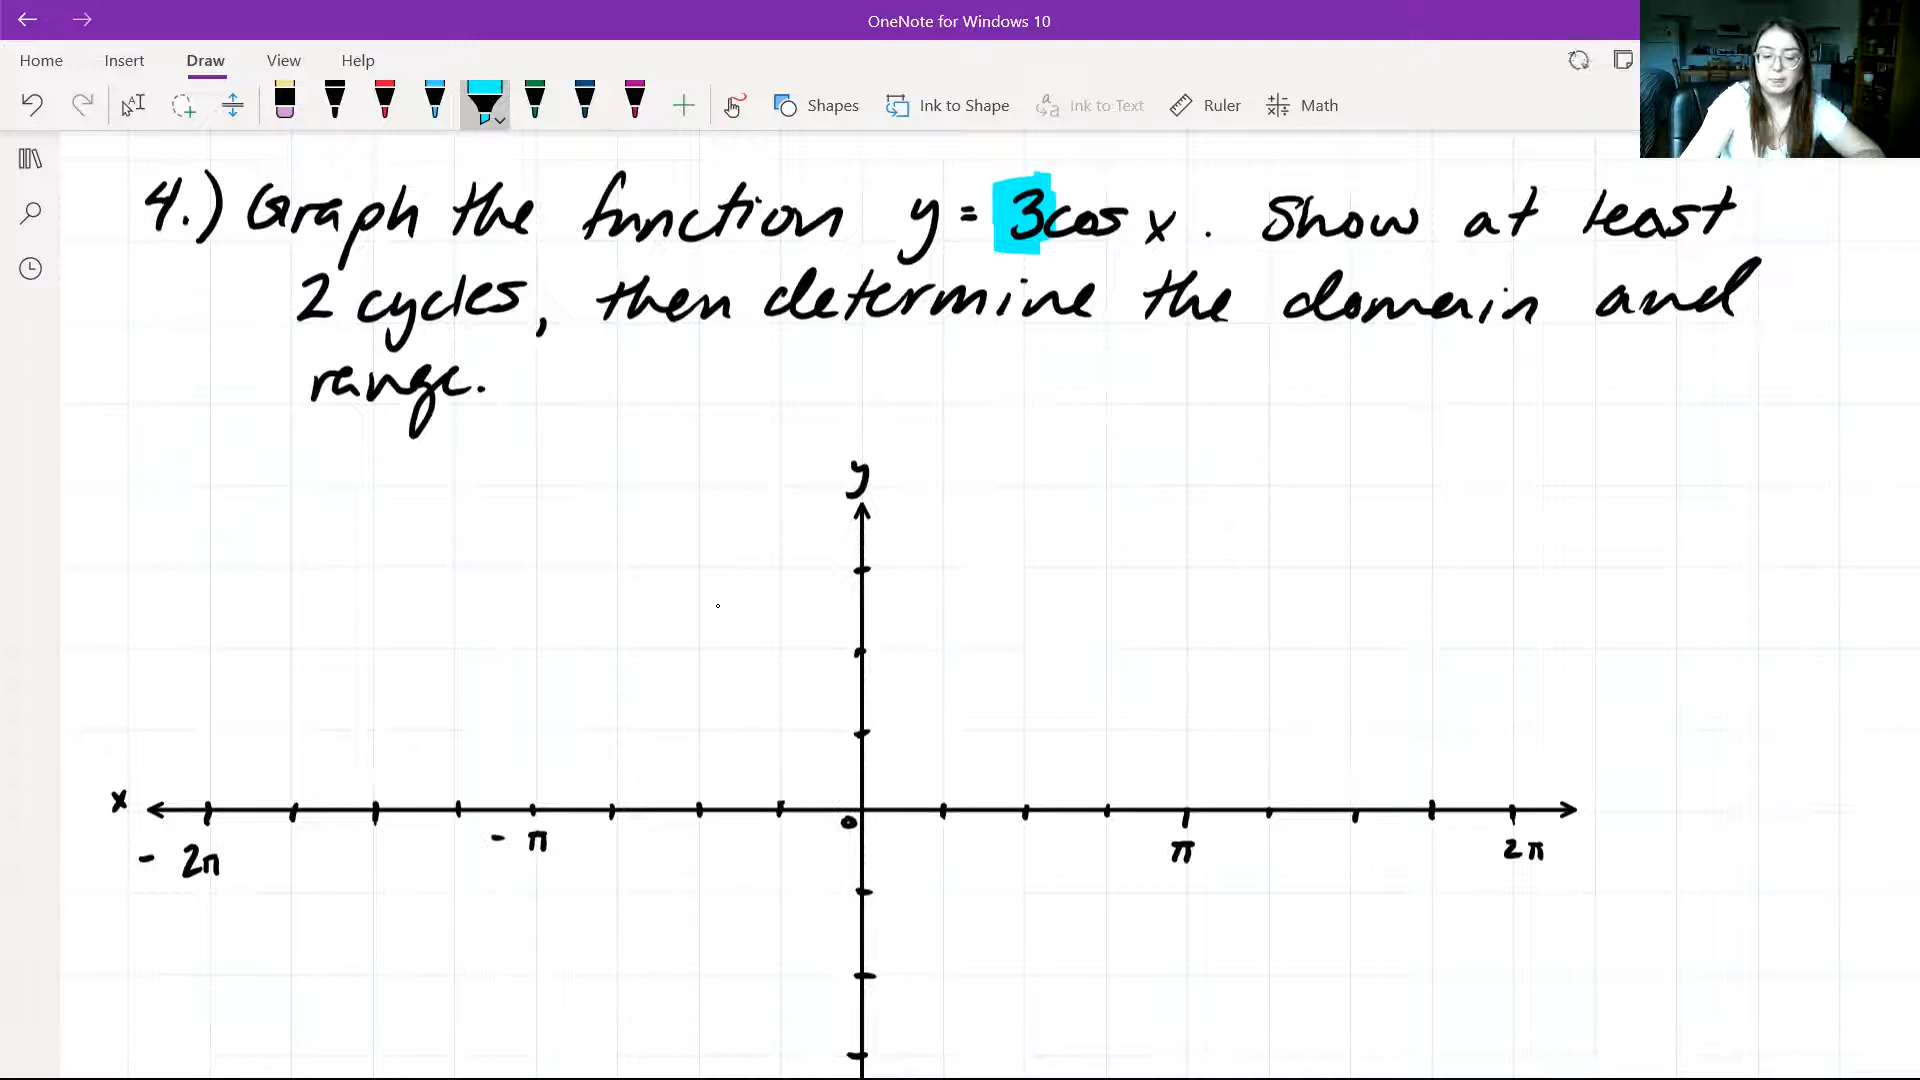 OneNote for Windows 10
Home Insert Draw View Help
Shapes Ink to Shape Ink to Text Ruler Math
4.) Graph the function y = 3cos x. Show at least
2 cycles, then determine the domain and
range.
y
x
0
- 2π - π π 2π